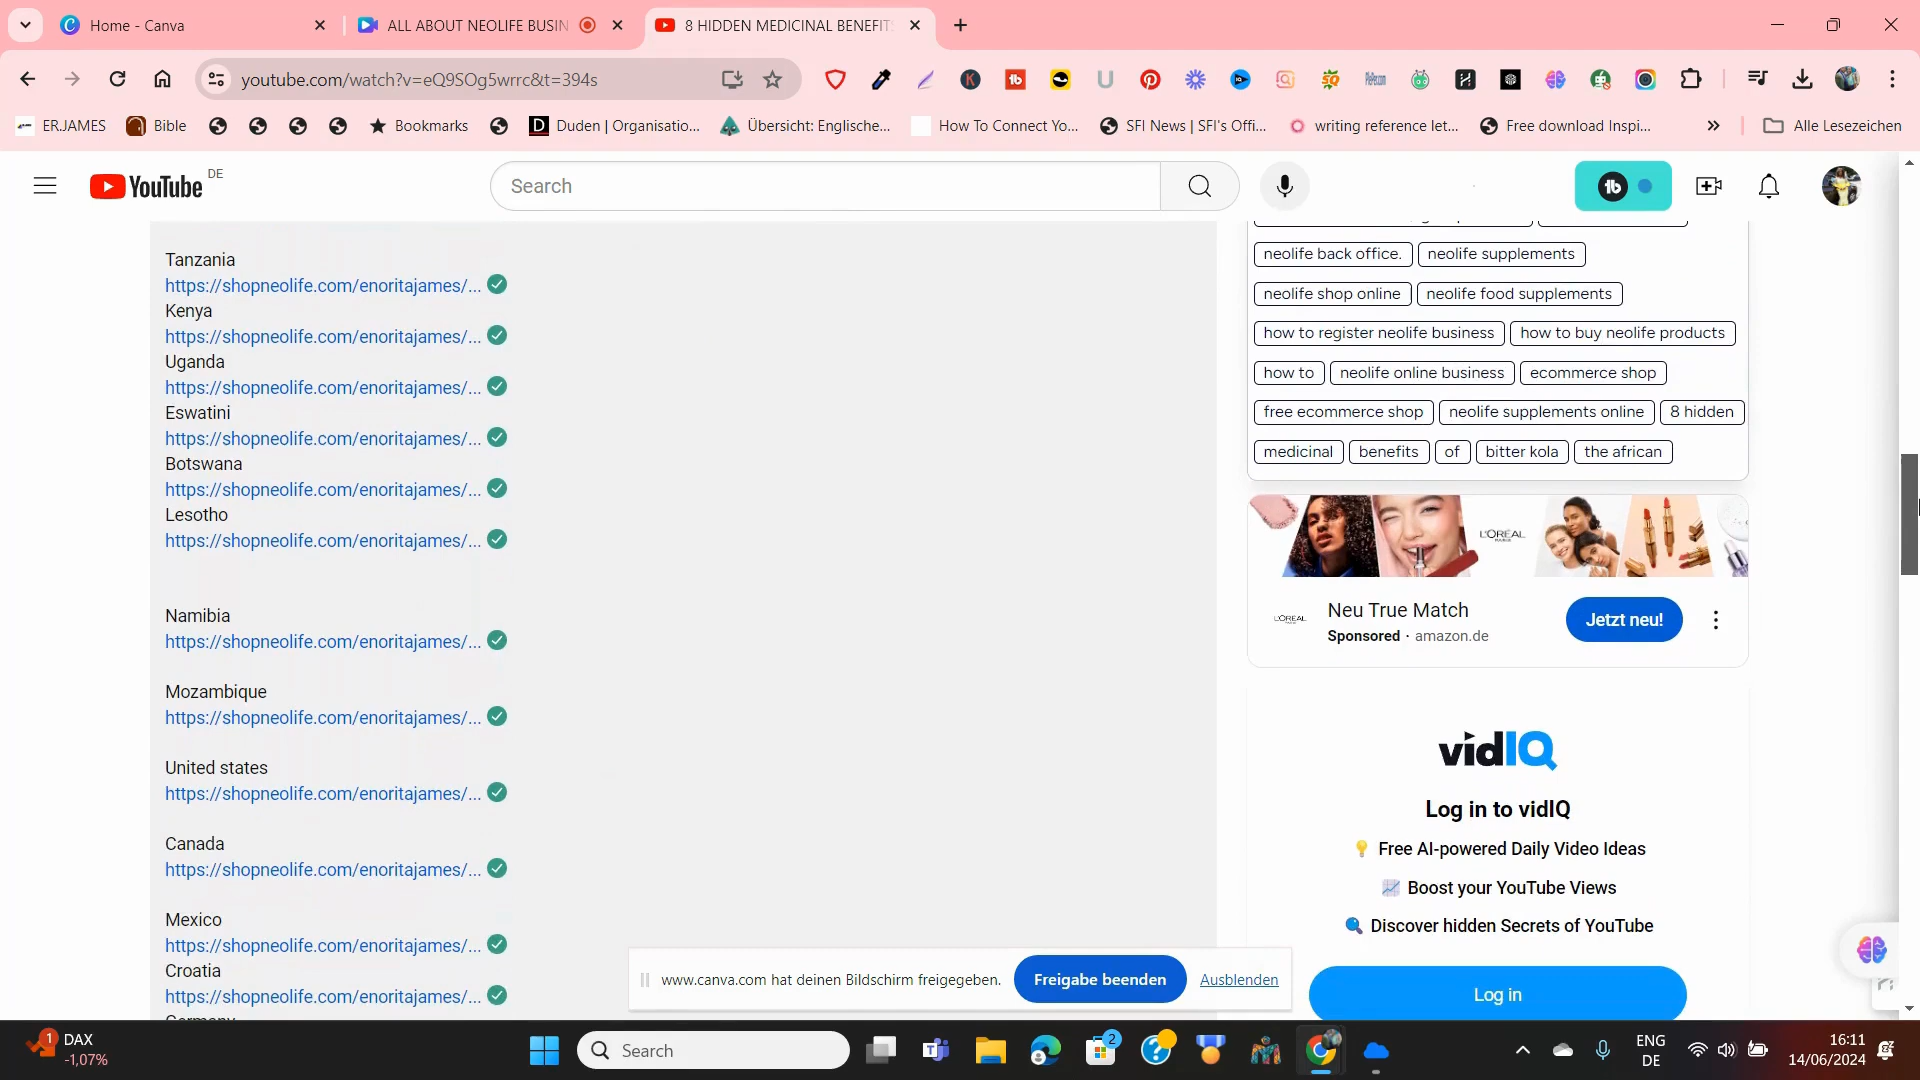 Home - Canva
ALL ABOUT NEOLIFE BUSIN
8 HIDDEN MEDICINAL BENEFITS
youtube.com/watch?v=eQ9SOg5wrrc&t=394s
ER.JAMES
Bible
Bookmarks
Duden | Organisatio...
Übersicht: Englische...
How To Connect Yo...
SFI News | SFI's Offi...
writing reference let...
Free download Inspi...
Alle Lesezeichen
YouTube DE
Search
Tanzania
https://shopneolife.com/enoritajames/...
Kenya
https://shopneolife.com/enoritajames/...
Uganda
https://shopneolife.com/enoritajames/...
Eswatini
https://shopneolife.com/enoritajames/...
Botswana
https://shopneolife.com/enoritajames/...
Lesotho
https://shopneolife.com/enoritajames/...
Namibia
https://shopneolife.com/enoritajames/...
Mozambique
https://shopneolife.com/enoritajames/...
United states
https://shopneolife.com/enoritajames/...
Canada
https://shopneolife.com/enoritajames/...
Mexico
https://shopneolife.com/enoritajames/...
Croatia
https://shopneolife.com/enoritajames/...
Germany
neolife back office. neolife supplements
neolife shop online neolife food supplements
how to register neolife business how to buy neolife products
how to neolife online business ecommerce shop
free ecommerce shop neolife supplements online 8 hidden
medicinal benefits of bitter kola the african
L'ORÉAL
Neu True Match
Sponsored · amazon.de
Jetzt neu!
vidIQ
Log in to vidIQ
Free AI-powered Daily Video Ideas
Boost your YouTube Views
Discover hidden Secrets of YouTube
Log in
www.canva.com hat deinen Bildschirm freigegeben.
Freigabe beenden
Ausblenden
1
DAX
-1,07%
Search
2
ENG
DE
16:11
14/06/2024